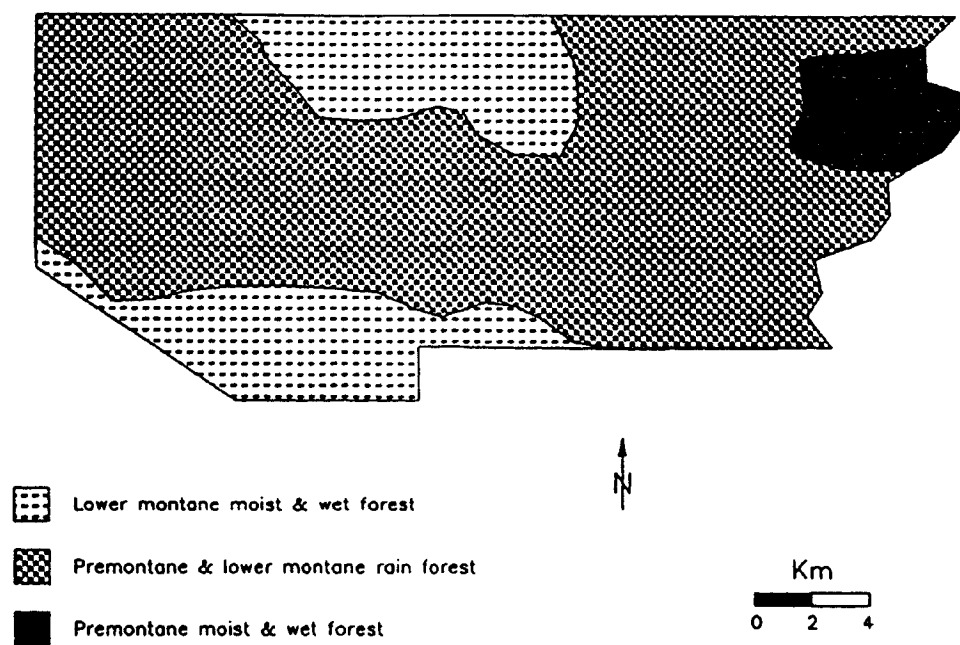 N
Lower montane moist & wet forest
Premontane & lower montane rain forest
Premontane moist & wet forest
Km
0 2 4